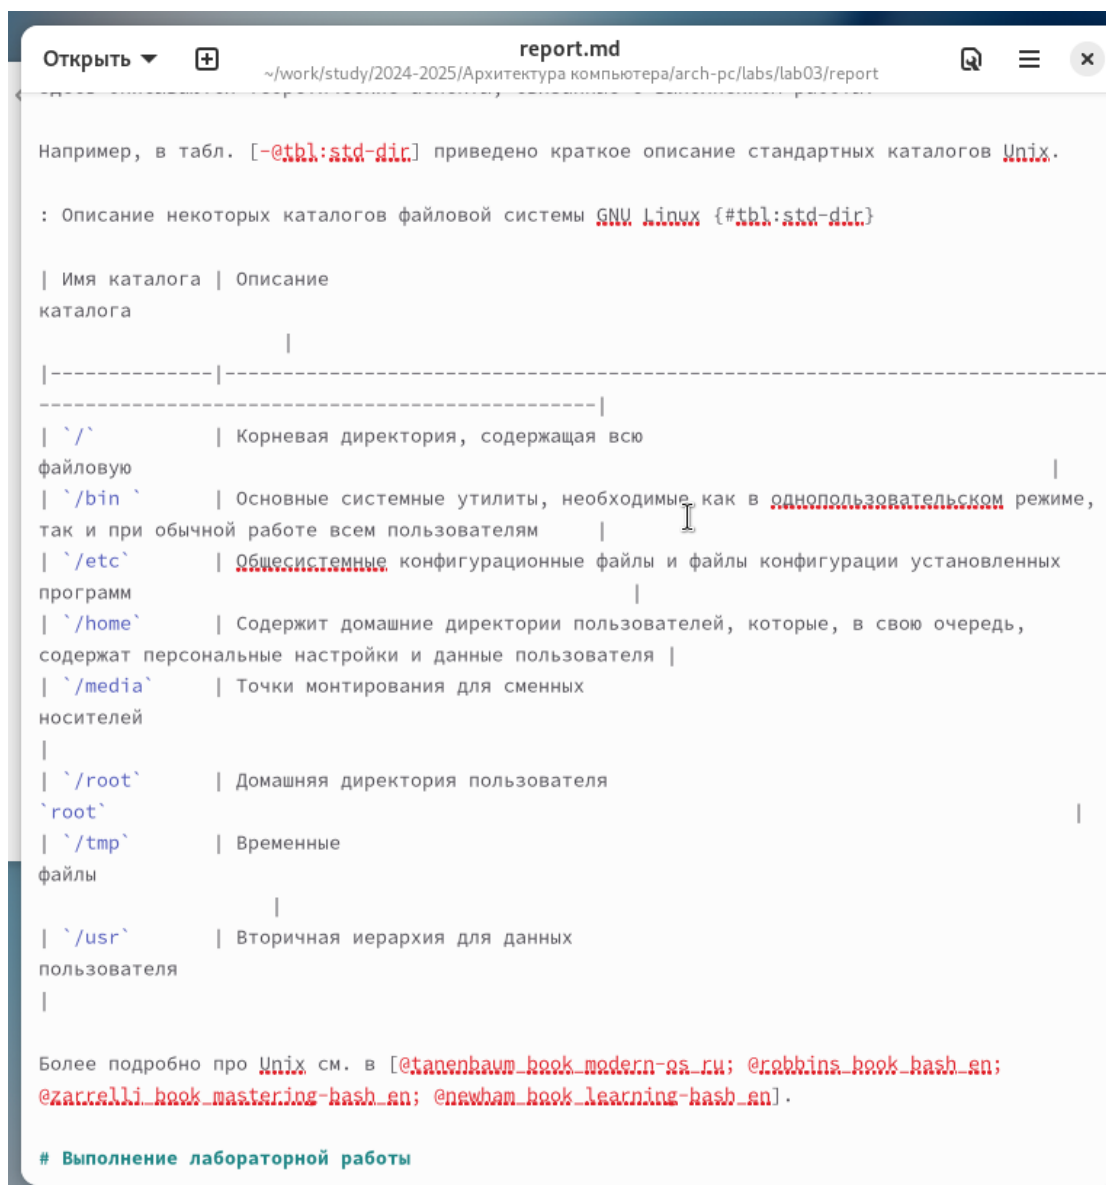 Открыть
report.md
~/work/study/2024-2025/Архитектура компьютера/arch-pc/labs/lab03/report
Например, в табл. [-@tbl:std-dir] приведено краткое описание стандартных каталогов Unix.
: Описание некоторых каталогов файловой системы GNU Linux {#tbl:std-dir}
| Имя каталога | Описание
каталога
|
|--------------|----------------------------------------------------------------------------
------------------------------------------------|
| `/`          | Корневая директория, содержащая всю
файловую                                                                               |
| `/bin `      | Основные системные утилиты, необходимые как в однопользовательском режиме,
так и при обычной работе всем пользователям     |
| `/etc`       | Общесистемные конфигурационные файлы и файлы конфигурации установленных
программ                                           |
| `/home`      | Содержит домашние директории пользователей, которые, в свою очередь,
содержат персональные настройки и данные пользователя |
| `/media`     | Точки монтирования для сменных
носителей
|
| `/root`      | Домашняя директория пользователя
`root`                                                                                   |
| `/tmp`       | Временные
файлы
|
| `/usr`       | Вторичная иерархия для данных
пользователя
|
Более подробно про Unix см. в [@tanenbaum_book_modern-os_ru; @robbins_book_bash_en;
@zarrelli_book_mastering-bash_en; @newham_book_learning-bash_en].
# Выполнение лабораторной работы